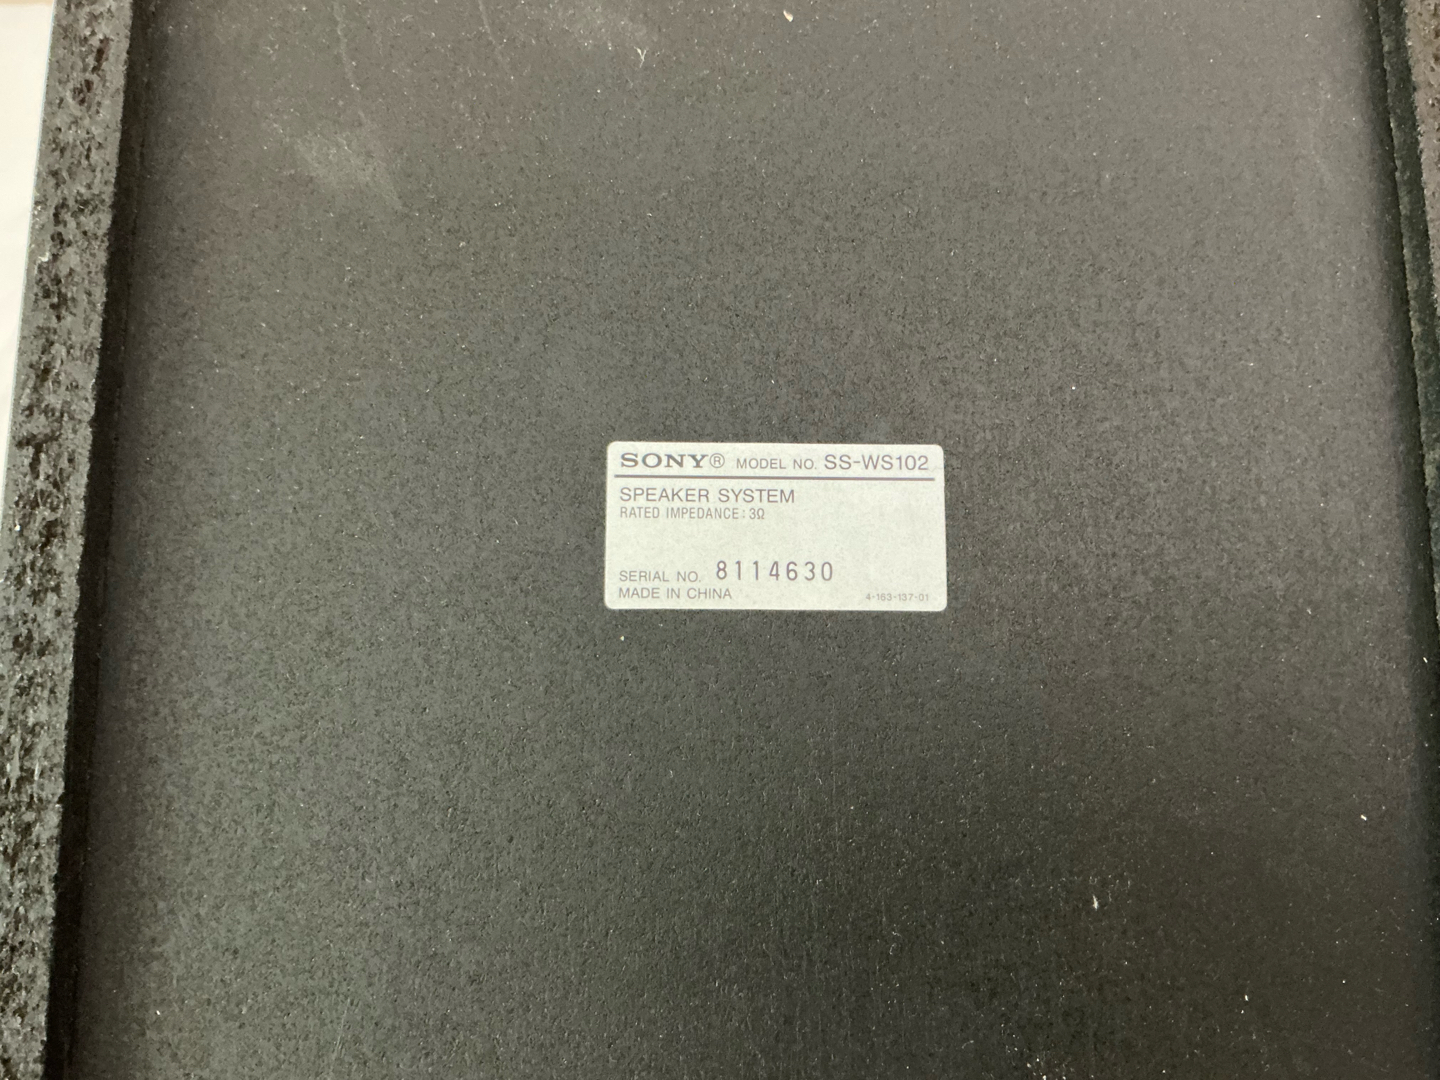 SONY® MODEL NO. SS-WS102
SPEAKER SYSTEM
RATED IMPEDANCE: 3Ω
SERIAL NO. 8114630
MADE IN CHINA 4-163-137-01